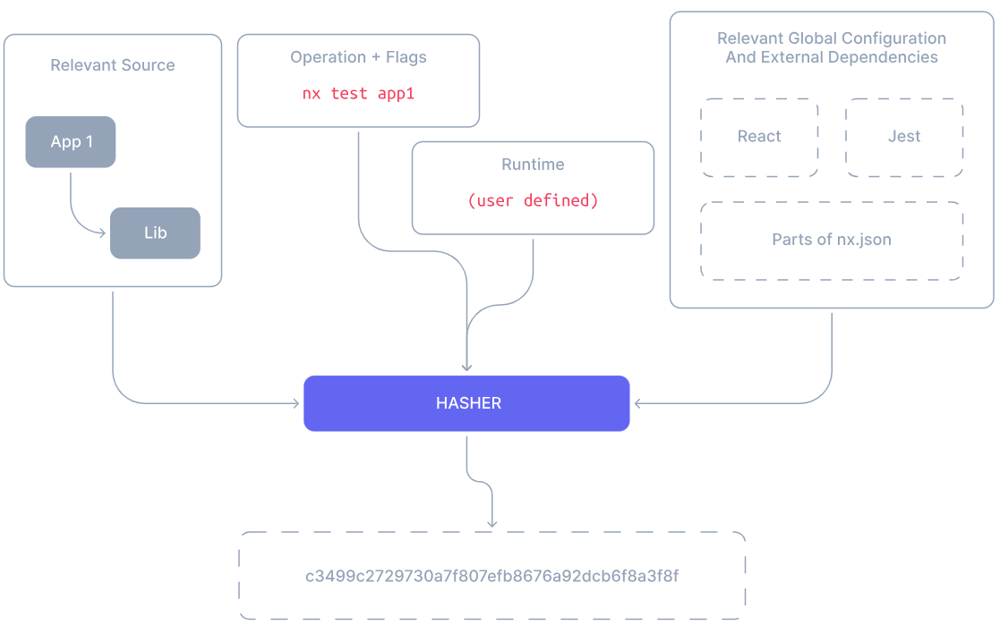 Relevant Source
App 1
Lib
Operation + Flags
nx test app1
Runtime
(user defined)
Relevant Global Configuration
And External Dependencies
React
Jest
Parts of nx.json
HASHER
c3499c2729730a7f807efb8676a92dcb6f8a3f8f